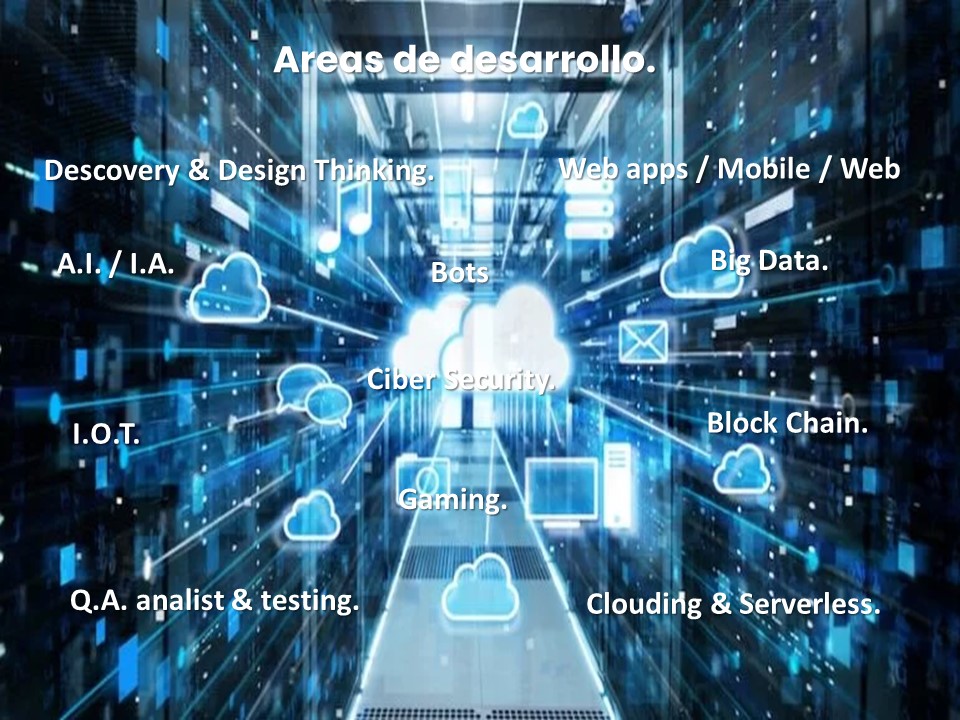 Areas de desarrollo.
Descovery & Design Thinking.
Web apps / Mobile / Web
A.I. / I.A.
Bots
Big Data.
Ciber Security.
I.O.T.
Block Chain.
Gaming.
Q.A. analist & testing.
Clouding & Serverless.